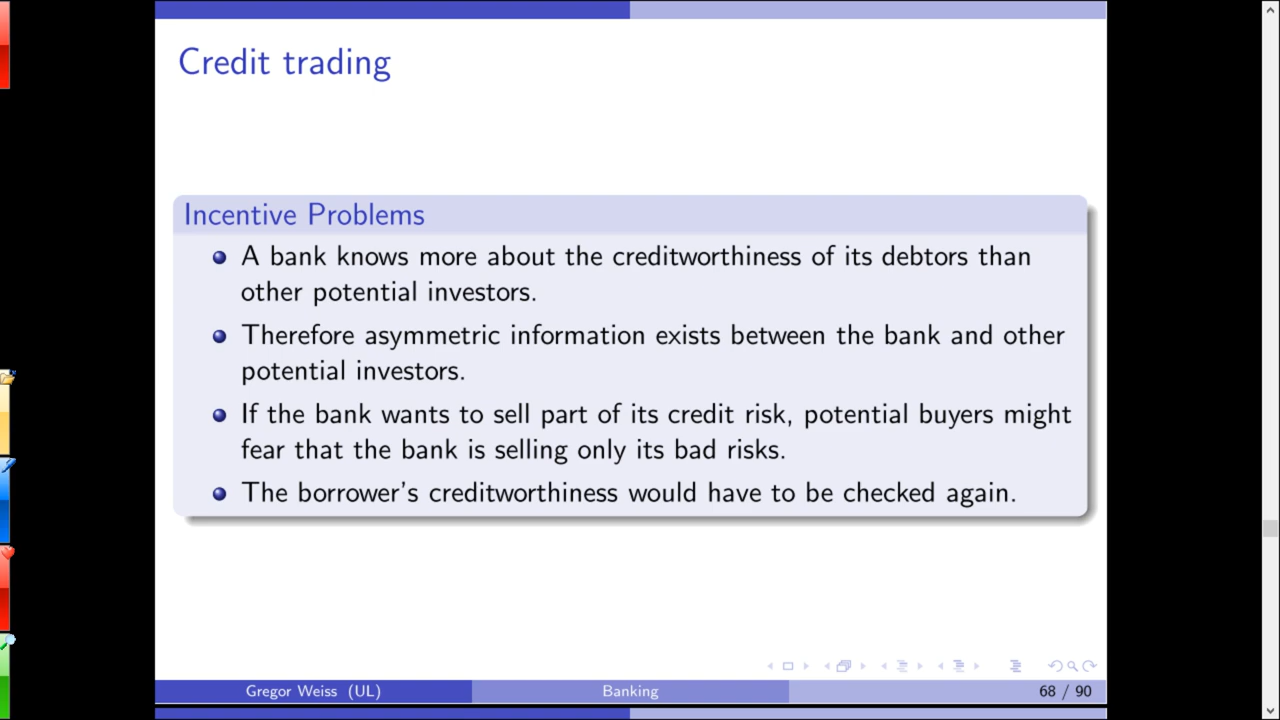 Credit trading
Incentive Problems
A bank knows more about the creditworthiness of its debtors than
other potential investors.
Therefore asymmetric information exists between the bank and other
potential investors.
If the bank wants to sell part of its credit risk, potential buyers might
fear that the bank is selling only its bad risks.
The borrower's creditworthiness would have to be checked again.
Gregor Weiss (UL) Banking 68 / 90